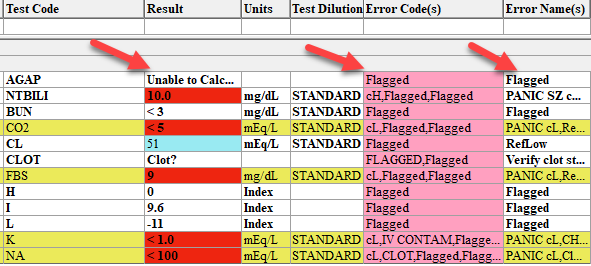 Test Code Result Units Test Dilution Error Code(s) Error Name(s)
AGAP Unable to Calc... Flagged Flagged
NTBILI 10.0 mg/dL STANDARD cH,Flagged,Flagged PANIC SZ c...
BUN < 3 mg/dL STANDARD Flagged Flagged
CO2 < 5 mEq/L STANDARD cL,Flagged,Flagged PANIC cL,Re...
CL 51 mEq/L STANDARD Flagged RefLow
CLOT Clot? FLAGGED,Flagged Verify clot st...
FBS 9 mg/dL STANDARD cL,Flagged,Flagged PANIC cL,Re...
H 0 Index Flagged Flagged
I 9.6 Index Flagged Flagged
L -11 Index Flagged Flagged
K < 1.0 mEq/L STANDARD cL,IV CONTAM,Flagge... PANIC cL,CH...
NA < 100 mEq/L STANDARD cL,CLOT,Flagged,Flag... PANIC cL,Cl...